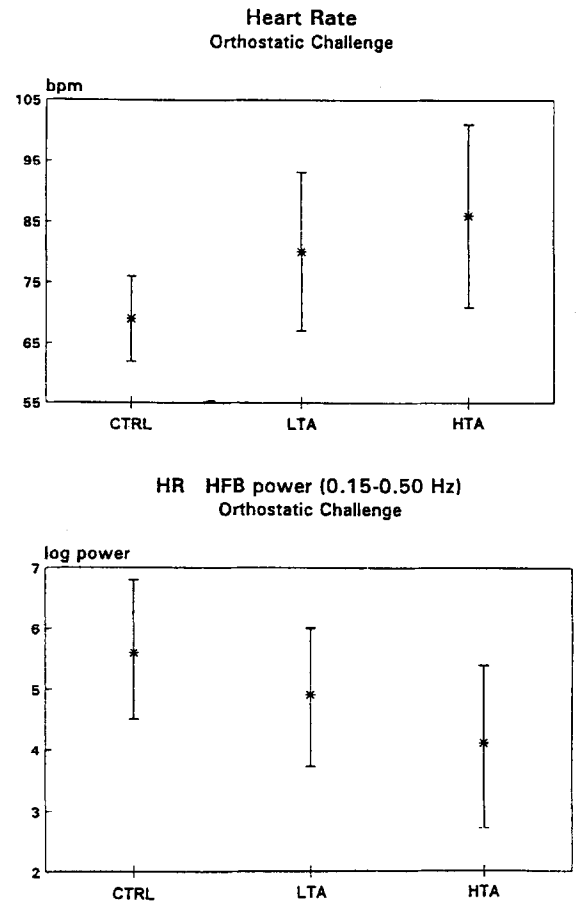 Heart Rate
Orthostatic Challenge
bpm
105
95
85
75
65
55
CTRL LTA HTA
HR HFB power (0.15-0.50 Hz)
Orthostatic Challenge
log power
7
6
5
4
3
2
CTRL LTA HTA